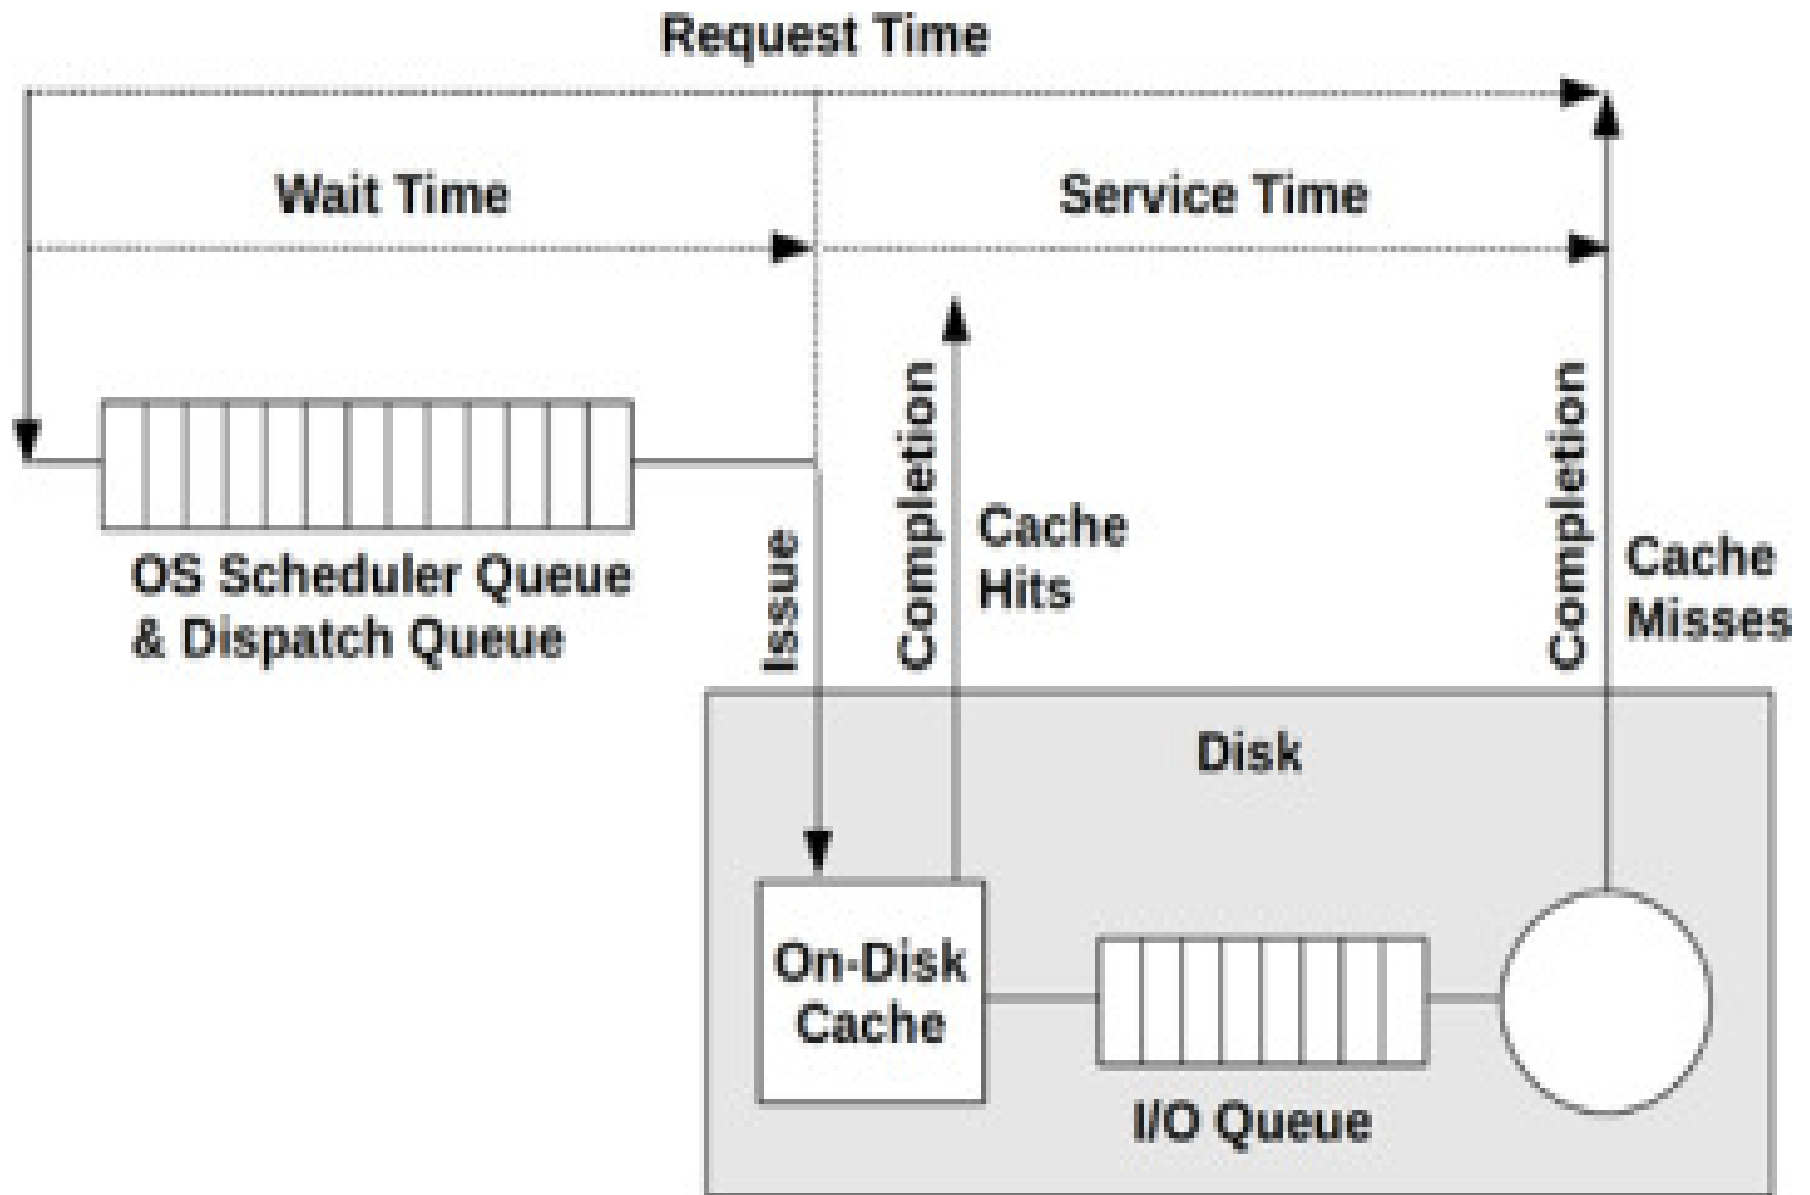 Request Time
Wait Time
Service Time
OS Scheduler Queue
& Dispatch Queue
Issue
Completion
Cache
Hits
Completion
Cache
Misses
Disk
On-Disk
Cache
I/O Queue